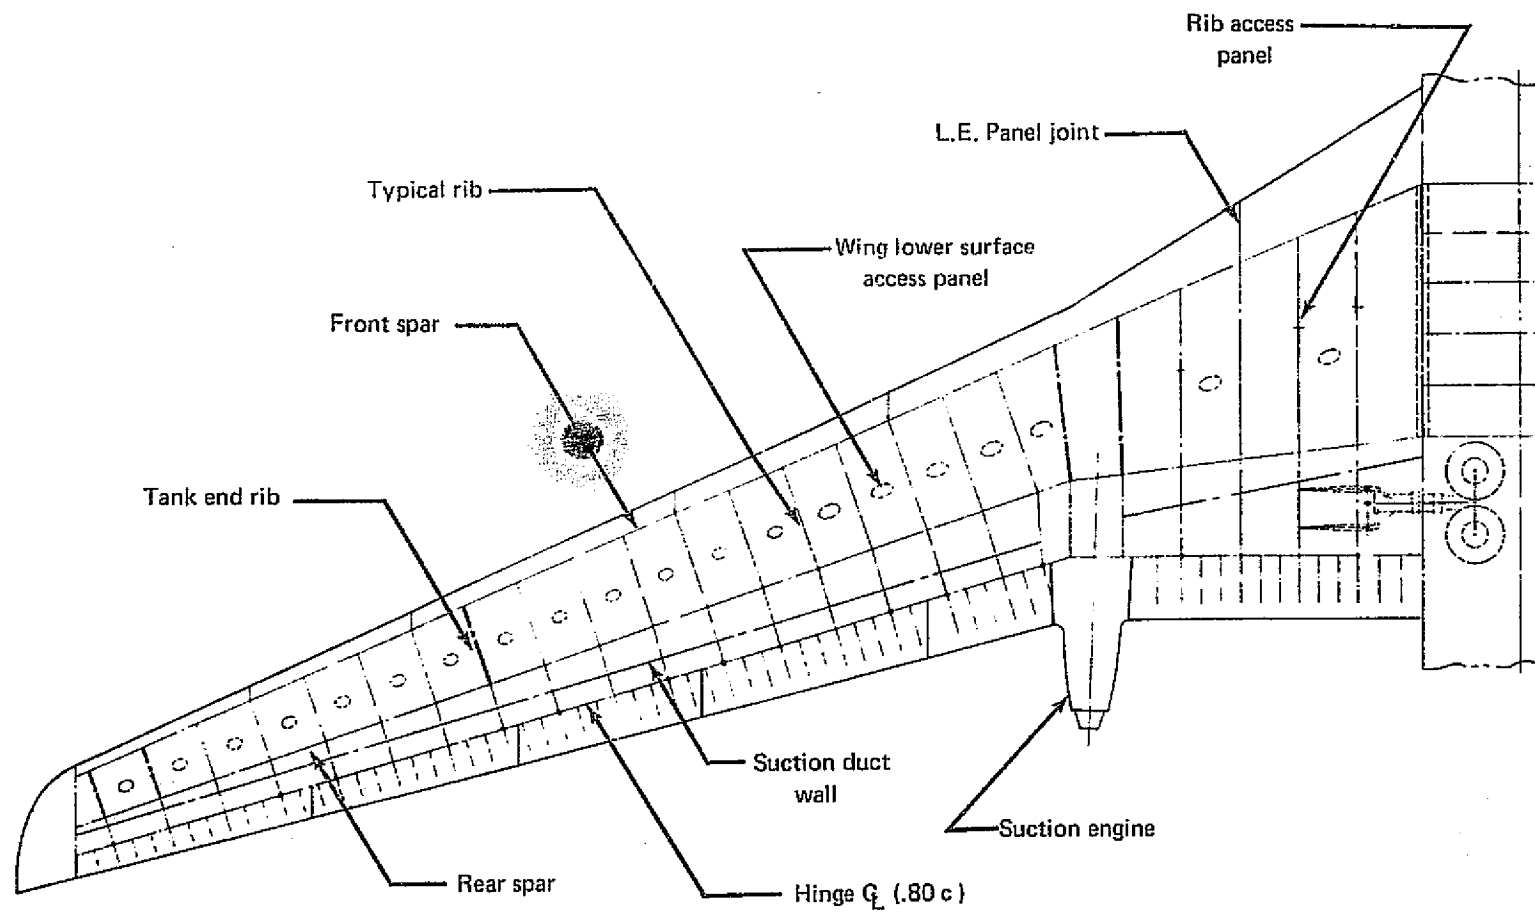 Rib access
panel
L.E. Panel joint
Typical rib
Wing lower surface
access panel
Front spar
Tank end rib
Suction duct
wall
Suction engine
Rear spar
Hinge ℄ (.80 c)